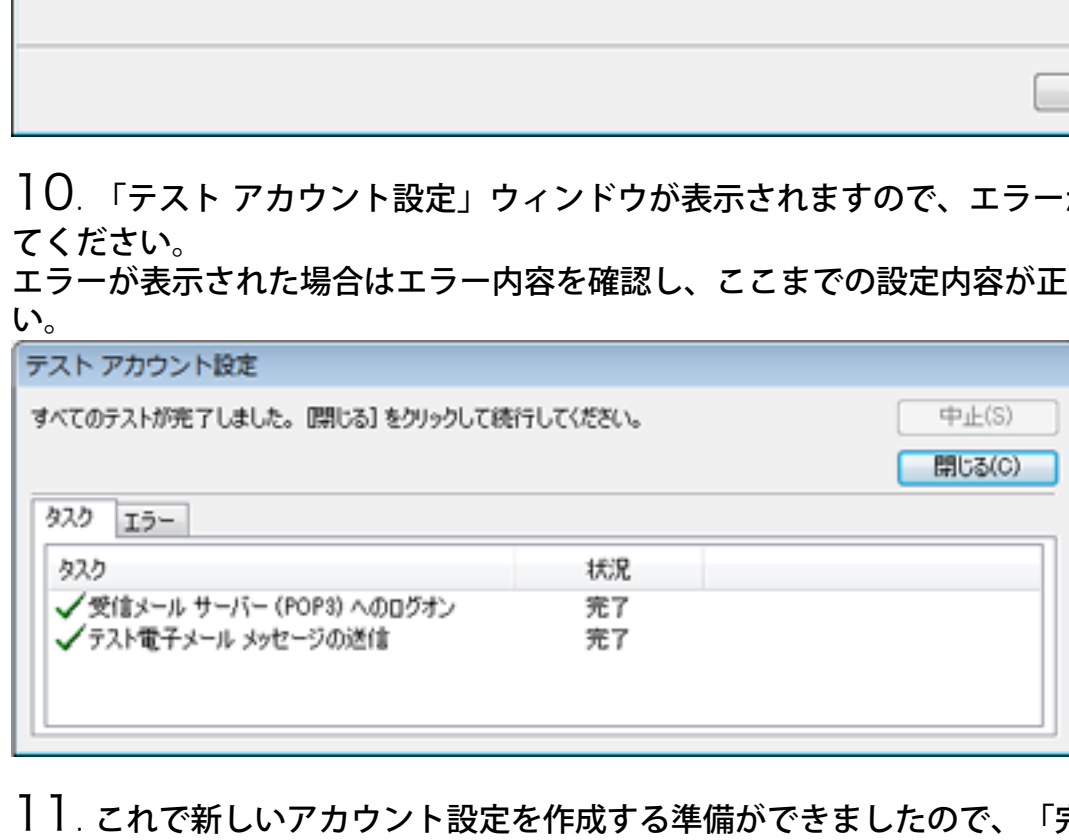 10. 「テスト アカウント設定」ウィンドウが表示されますので、エラー
てください。
エラーが表示された場合はエラー内容を確認し、ここまでの設定内容が正
い。
テスト アカウント設定
すべてのテストが完了しました。[閉じる] をクリックして続行してください。
中止(S)
閉じる(C)
タスク エラー
タスク 状況
受信メール サーバー (POP3) へのログオン 完了
テスト電子メール メッセージの送信 完了
11. これで新しいアカウント設定を作成する準備ができましたので、「完